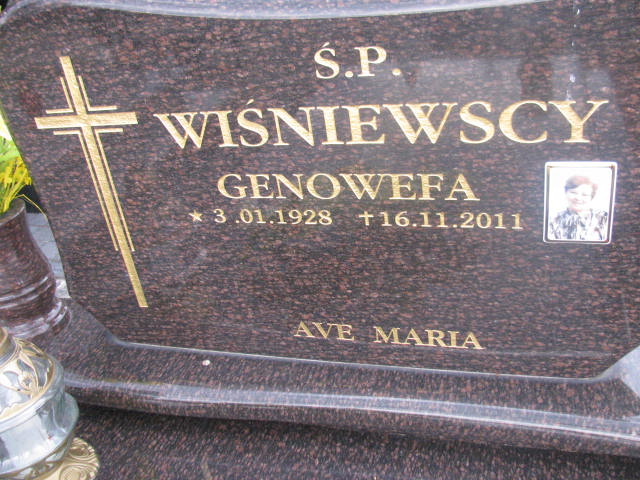 Ś.P.
WIŚNIEWSCY
GENOWEFA
★ 3.01.1928 ✝ 16.11.2011
AVE MARIA